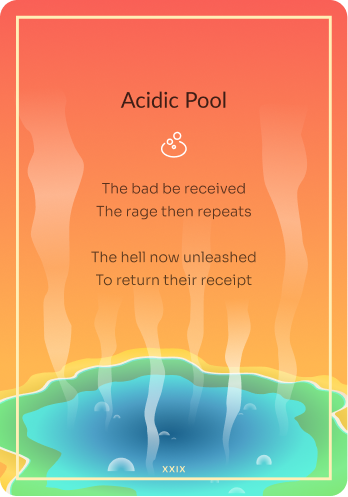 Acidic Pool
The bad be received
The rage then repeats
The hell now unleashed
To return their receipt
XXIX